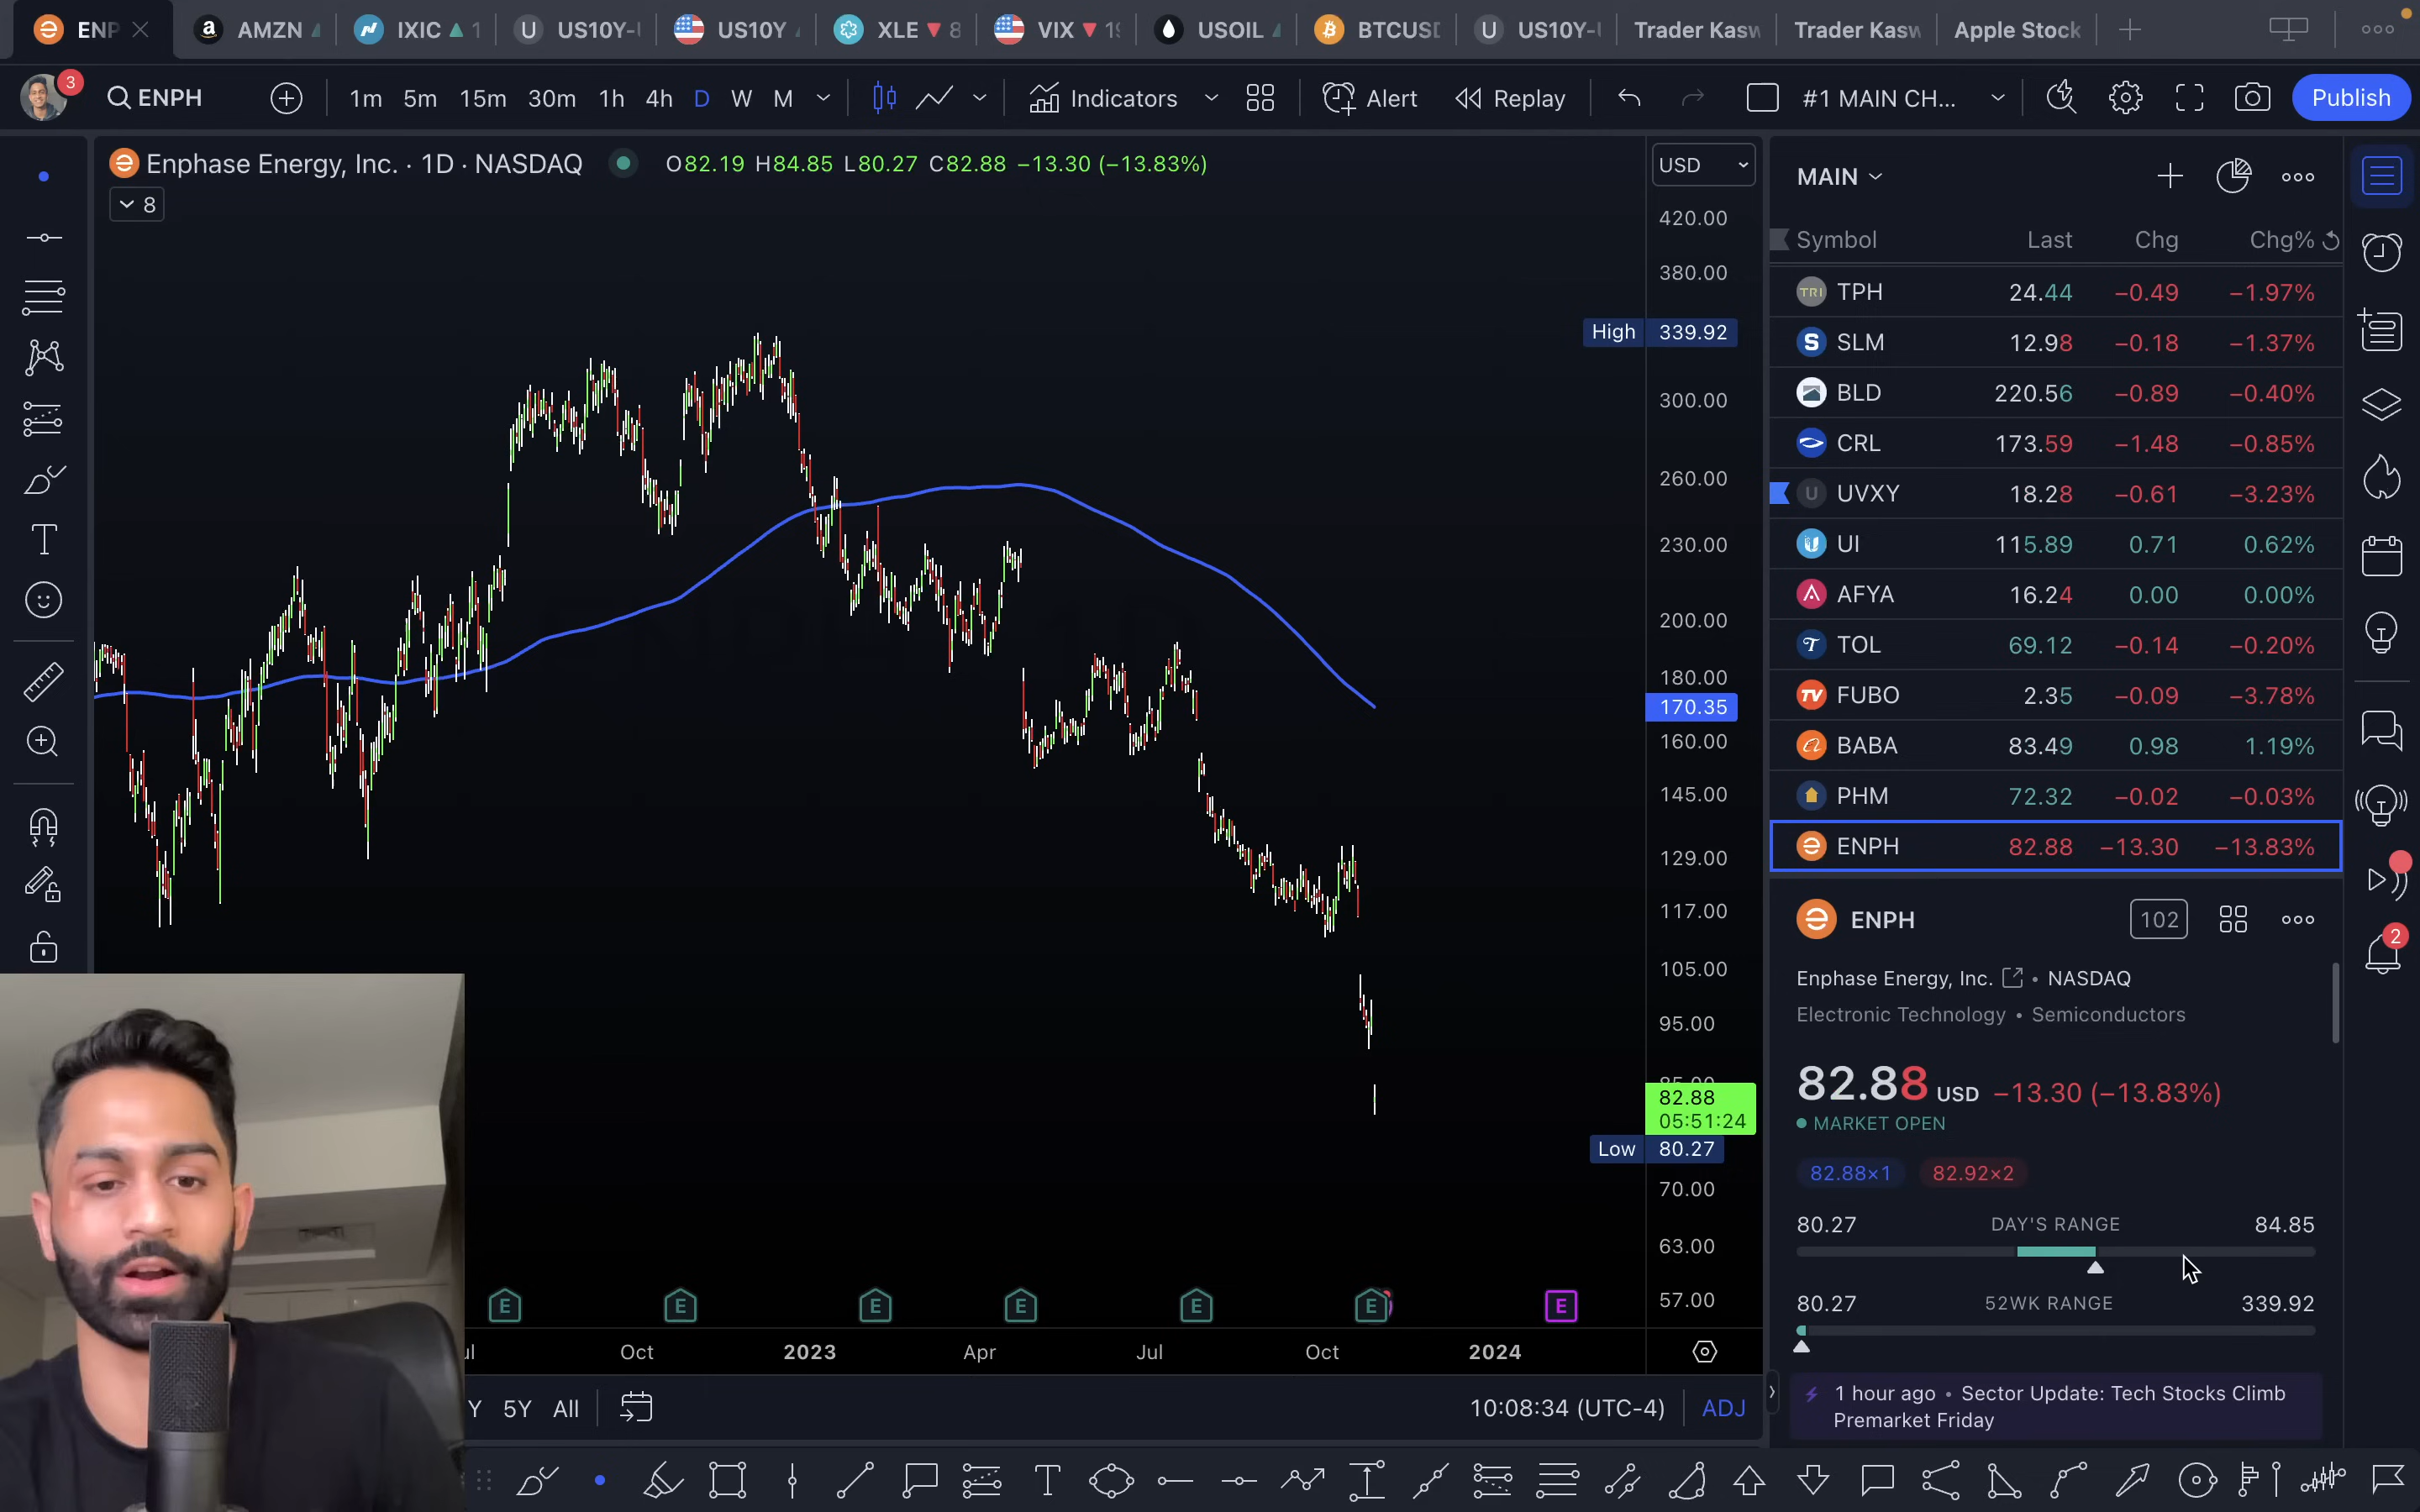 ENP
AMZN
IXIC 1
U US10Y-
US10Y
XLE 8
VIX 19
USOIL
BTCUSD
U US10Y-
Trader Kasw
Trader Kasw
Apple Stock
3
ENPH
1m 5m 15m 30m 1h 4h D W M
Indicators
Alert
Replay
#1 MAIN CH...
Publish
Enphase Energy, Inc. · 1D · NASDAQ
O82.19 H84.85 L80.27 C82.88 −13.30 (−13.83%)
8
USD
420.00
380.00
High 339.92
300.00
260.00
230.00
200.00
180.00
170.35
160.00
145.00
129.00
117.00
105.00
95.00
85.00
82.88
05:51:24
Low 80.27
70.00
63.00
57.00
E E E E E E E
ul Oct 2023 Apr Jul Oct 2024
Y 5Y All
10:08:34 (UTC-4) ADJ
MAIN
Symbol Last Chg Chg%
TRI TPH 24.44 −0.49 −1.97%
S SLM 12.98 −0.18 −1.37%
BLD 220.56 −0.89 −0.40%
CRL 173.59 −1.48 −0.85%
U UVXY 18.28 −0.61 −3.23%
UI 115.89 0.71 0.62%
AFYA 16.24 0.00 0.00%
T TOL 69.12 −0.14 −0.20%
TV FUBO 2.35 −0.09 −3.78%
BABA 83.49 0.98 1.19%
PHM 72.32 −0.02 −0.03%
ENPH 82.88 −13.30 −13.83%
ENPH 102
Enphase Energy, Inc. • NASDAQ
Electronic Technology • Semiconductors
82.88 USD −13.30 (−13.83%)
MARKET OPEN
82.88×1 82.92×2
80.27 DAY'S RANGE 84.85
80.27 52WK RANGE 339.92
1 hour ago • Sector Update: Tech Stocks Climb
Premarket Friday
2